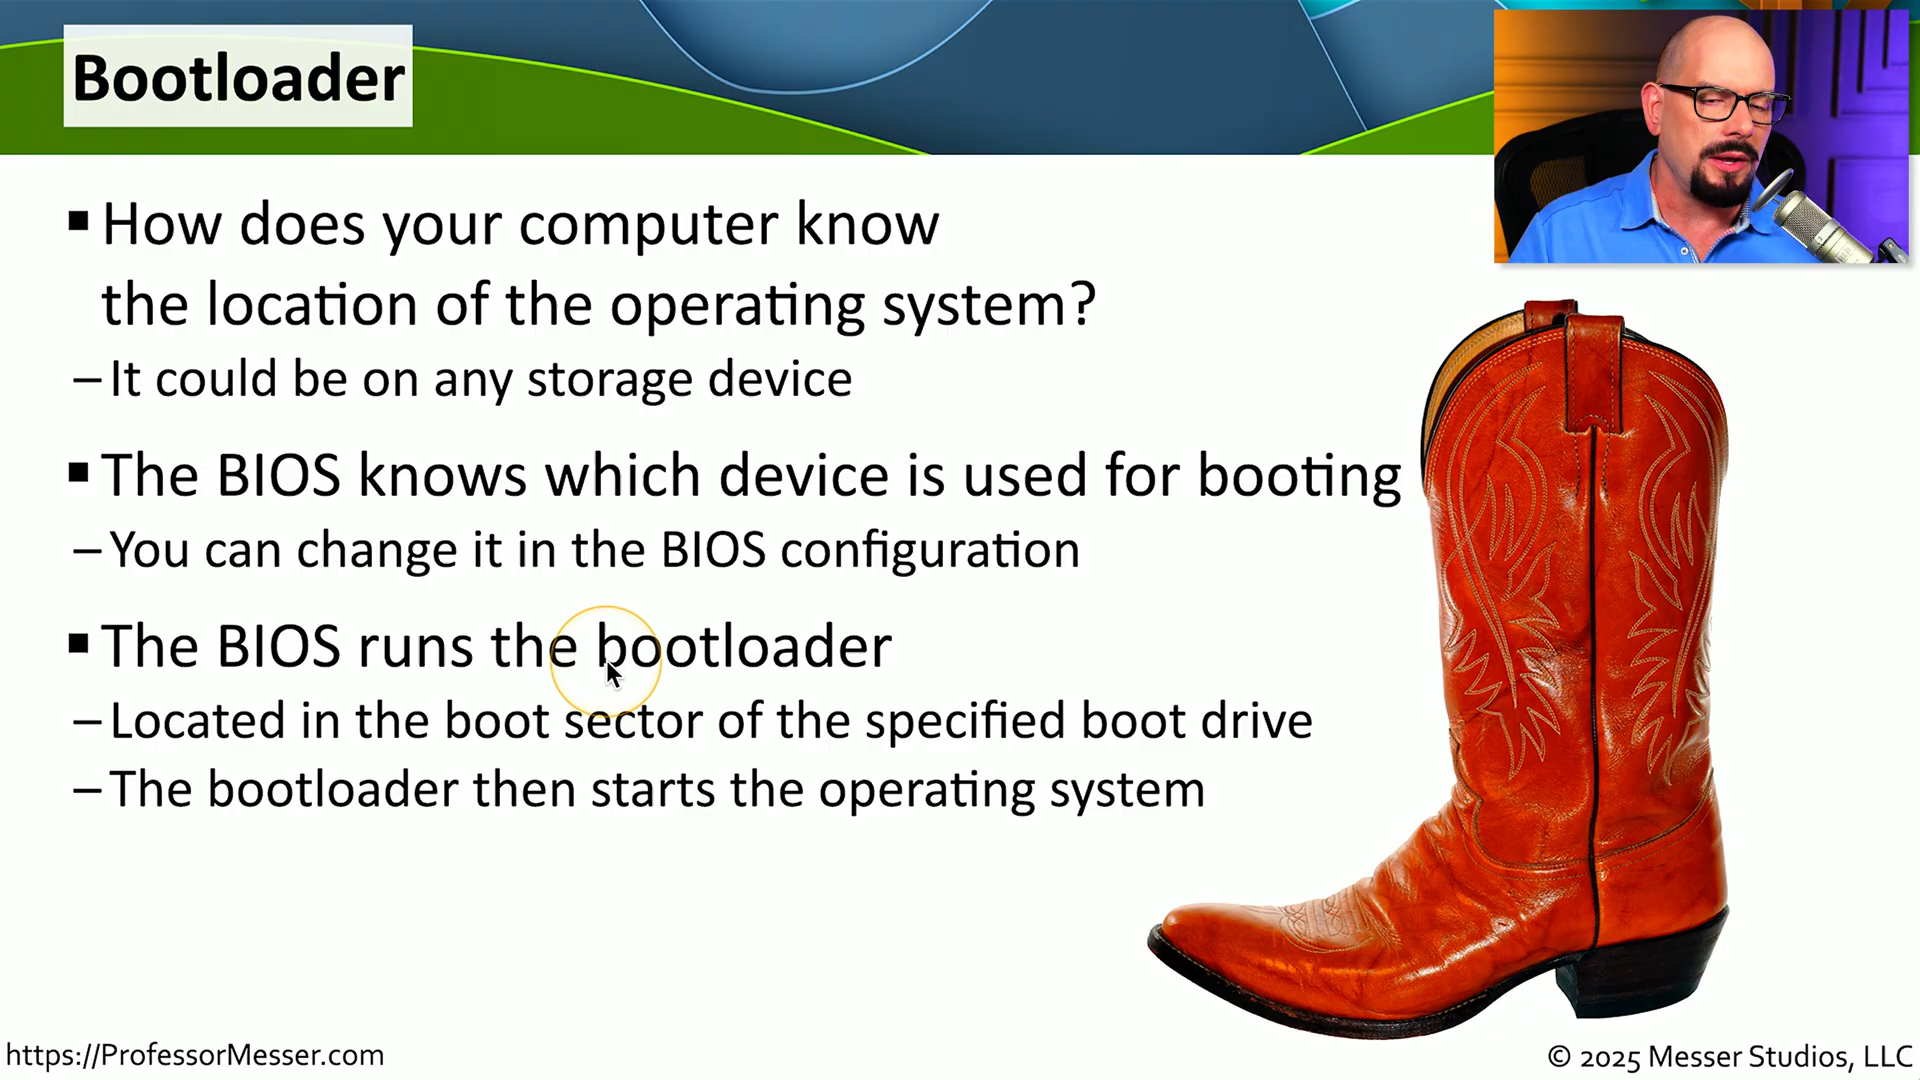 Bootloader
▪ How does your computer know
the location of the operating system?
– It could be on any storage device
▪ The BIOS knows which device is used for booting
– You can change it in the BIOS configuration
▪ The BIOS runs the bootloader
– Located in the boot sector of the specified boot drive
– The bootloader then starts the operating system
https://ProfessorMesser.com
© 2025 Messer Studios, LLC